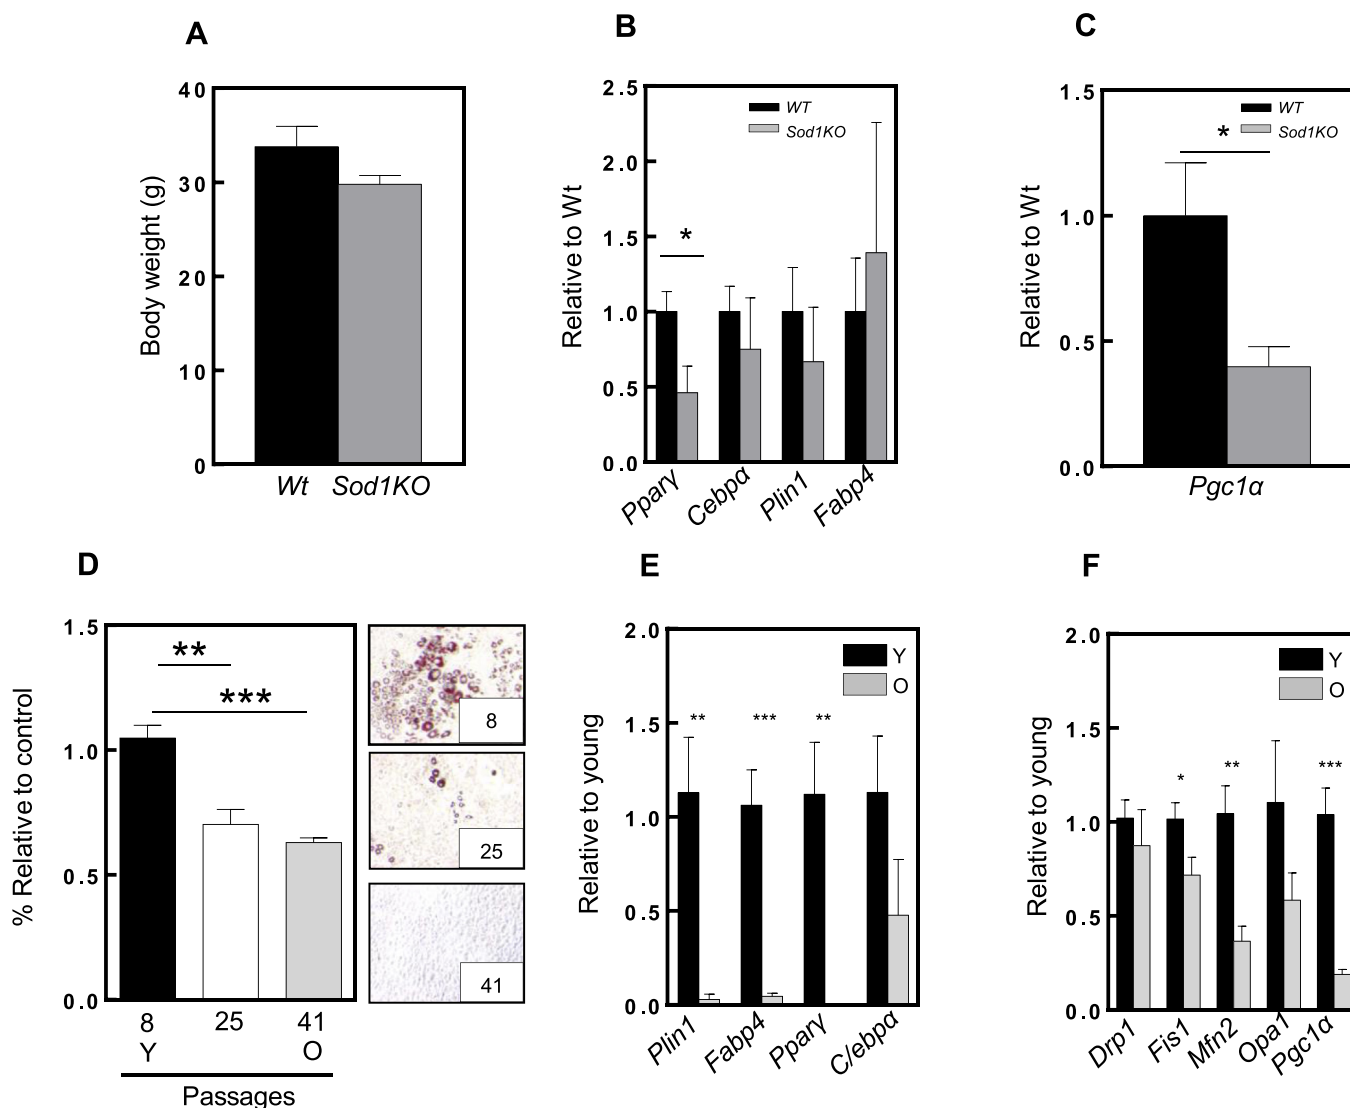 A
Body weight (g)
40
30
20
10
0
Wt Sod1KO
B
Relative to Wt
2.5
2.0
1.5
1.0
0.5
0.0
WT
Sod1KO
*
Pparγ Cebpα Plin1 Fabp4
C
Relative to Wt
1.5
1.0
0.5
0.0
WT
Sod1KO
*
Pgc1α
D
% Relative to control
1.5
1.0
0.5
0.0
**
***
8 25 41
Y O
Passages
8
25
41
E
Relative to young
2.0
1.5
1.0
0.5
0.0
Y
O
** *** **
Plin1 Fabp4 Pparγ C/ebpα
F
Relative to young
2.0
1.5
1.0
0.5
0.0
Y
O
* ** ***
Drp1 Fis1 Mfn2 Opa1 Pgc1α